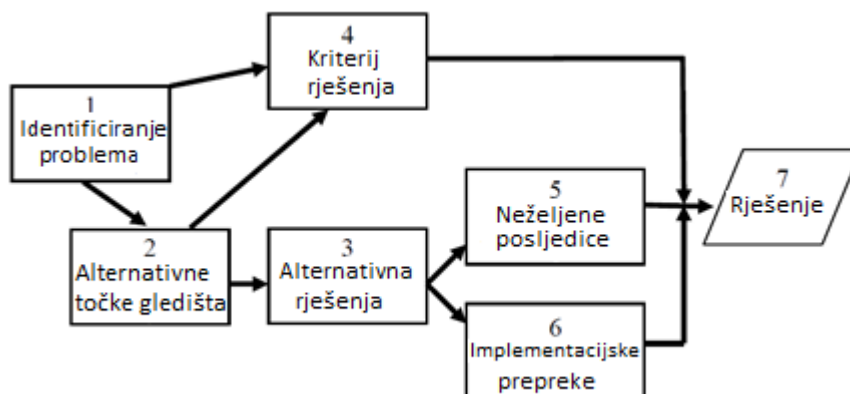 1
Identificiranje
problema
2
Alternativne
točke gledišta
3
Alternativna
rješenja
4
Kriterij
rješenja
5
Neželjene
posljedice
6
Implementacijske
prepreke
7
Rješenje